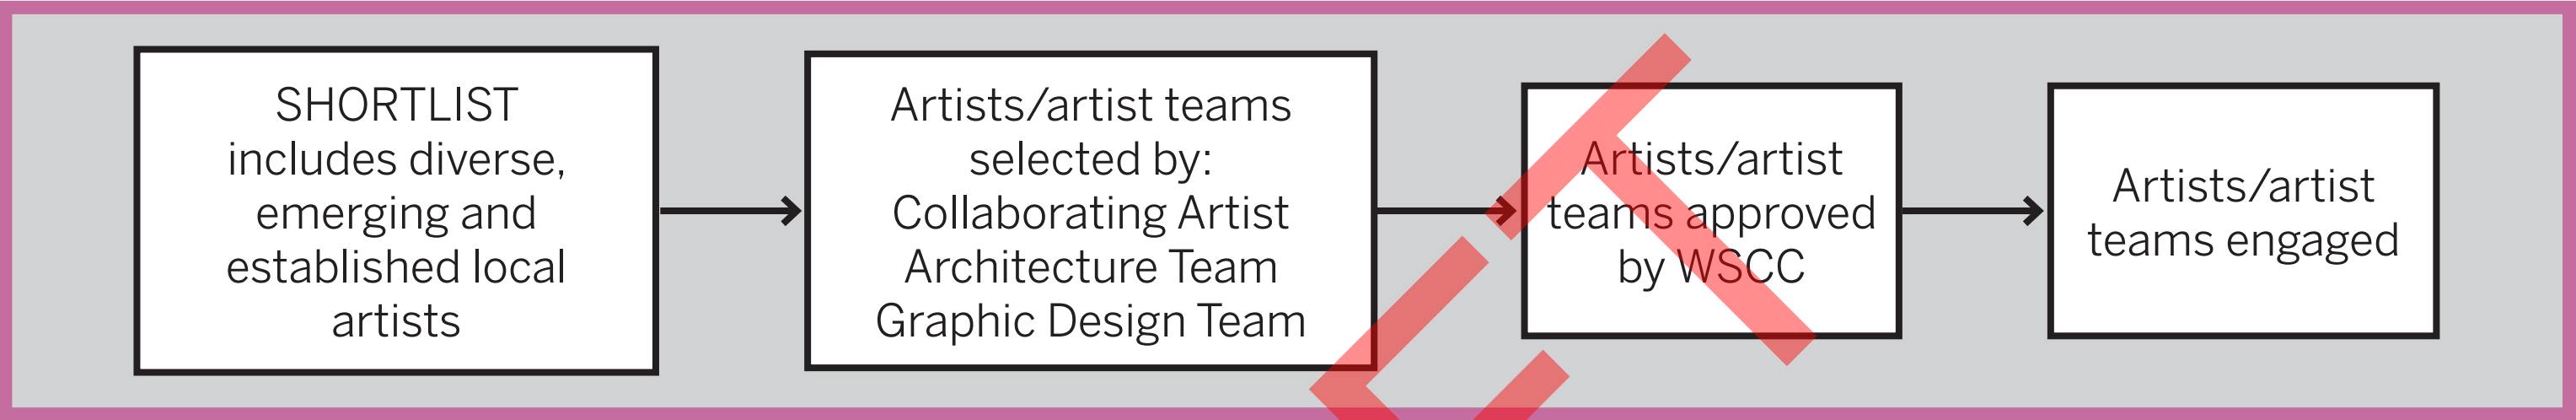 SHORTLIST
includes diverse,
emerging and
established local
artists
Artists/artist teams
selected by:
Collaborating Artist
Architecture Team
Graphic Design Team
Artists/artist
teams approved
by WSCC
Artists/artist
teams engaged